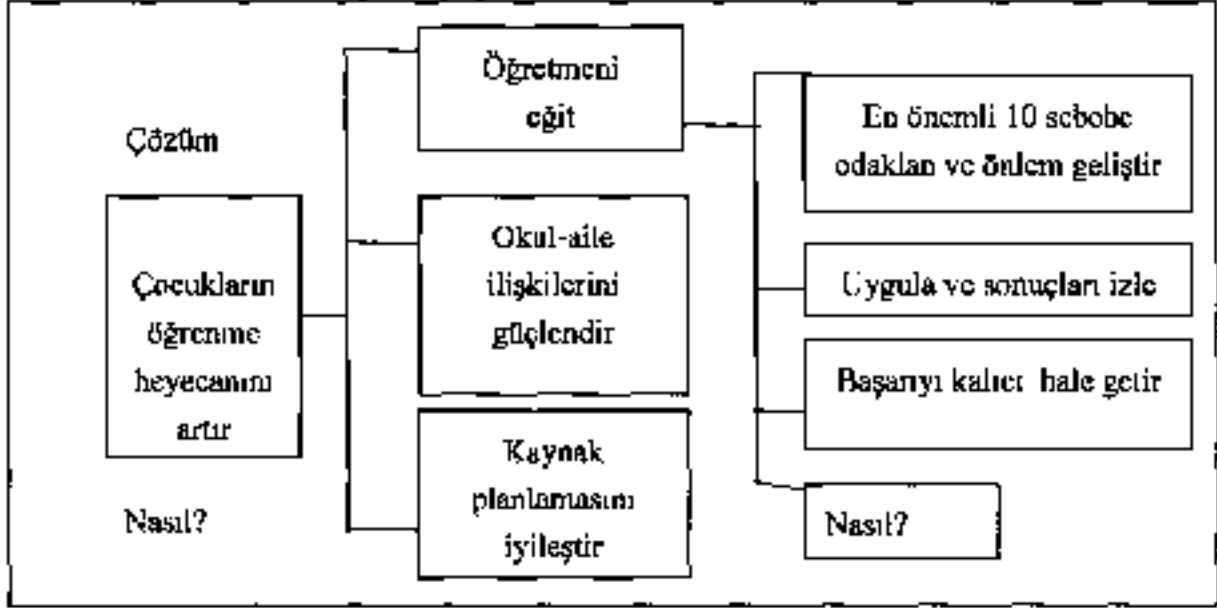 Çözüm
Çocukların
öğrenme
heyecanını
artır
Nasıl?
Öğretmeni
eğit
Okul-aile
ilişkilerini
güçlendir
Kaynak
planlamasını
iyileştir
En önemli 10 sebebe
odaklan ve önlem geliştir
Uygula ve sonuçları izle
Başarıyı kalıcı hale getir
Nasıl?